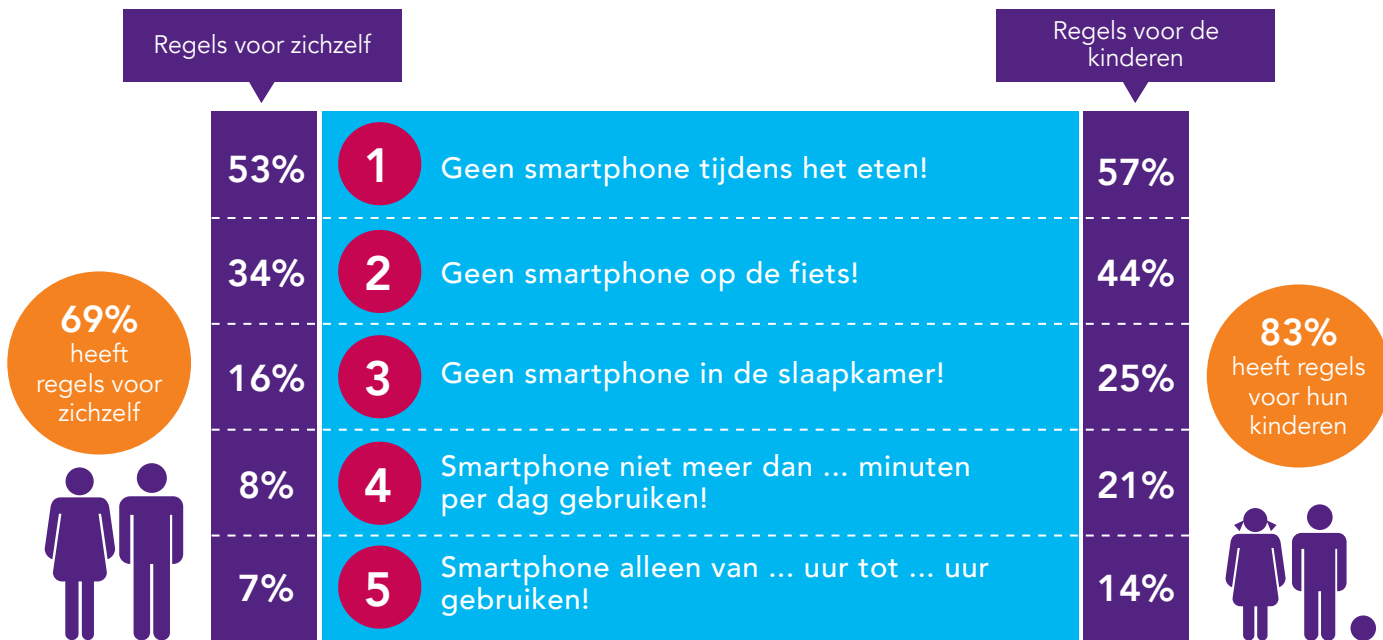 Regels voor zichzelf
Regels voor de
kinderen
53%
1
Geen smartphone tijdens het eten!
57%
34%
2
Geen smartphone op de fiets!
44%
69%
heeft
regels voor
zichzelf
16%
3
Geen smartphone in de slaapkamer!
25%
83%
heeft regels
voor hun
kinderen
8%
4
Smartphone niet meer dan ... minuten
per dag gebruiken!
21%
7%
5
Smartphone alleen van ... uur tot ... uur
gebruiken!
14%